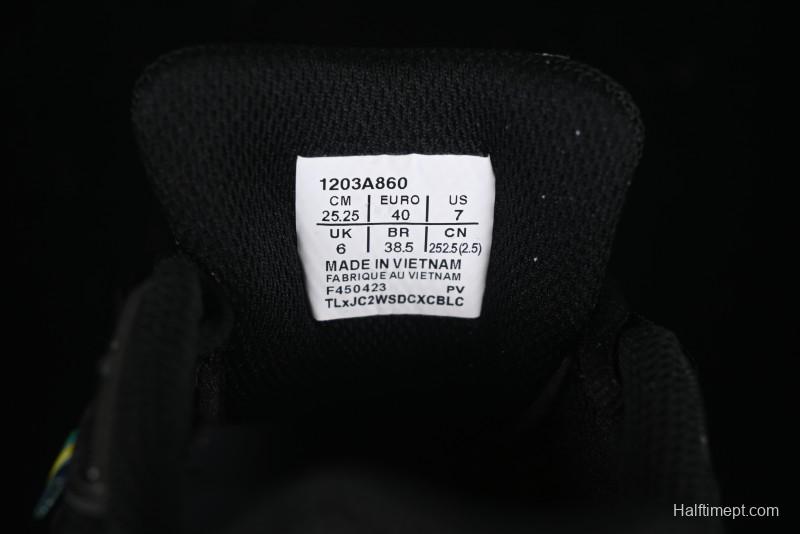 1203A860
CM EURO US
25.25 40 7
UK BR CN
6 38.5 252.5(2.5)
MADE IN VIETNAM
FABRIQUE AU VIETNAM
F450423 PV
TLxJC2WSDCXCBLC
Halftimept.com